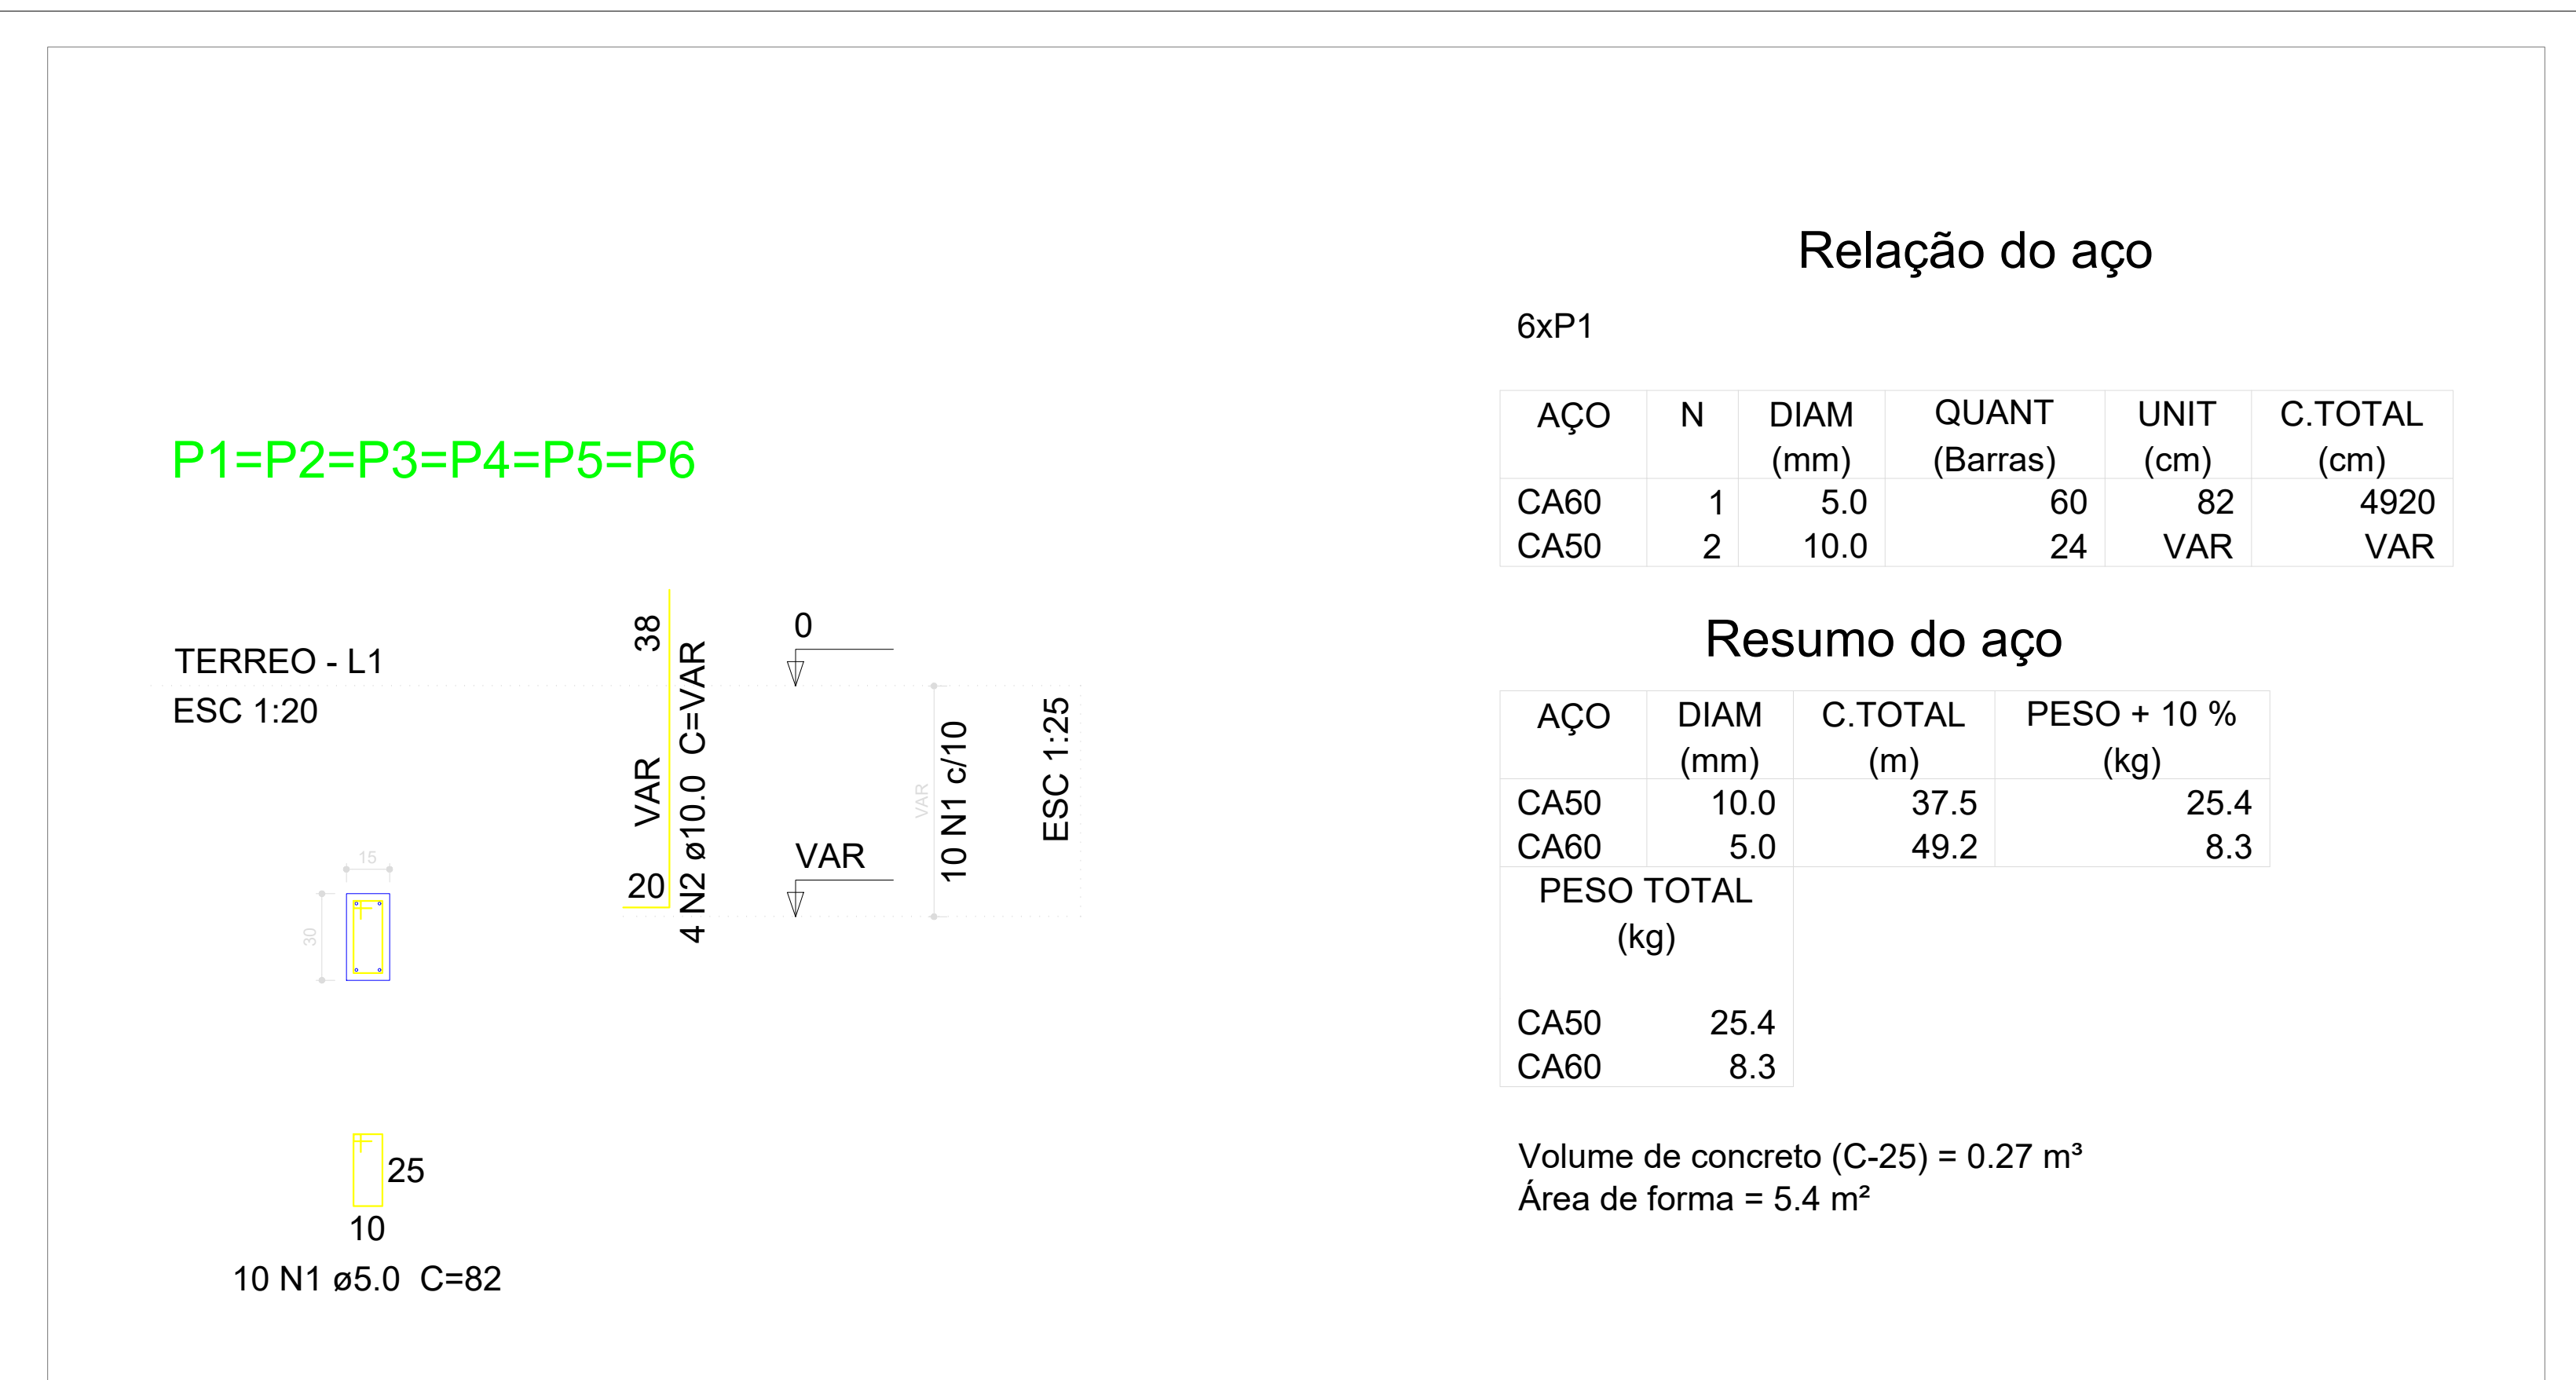 P1=P2=P3=P4=P5=P6
TERREO - L1
ESC 1:20
15
30
25
10
10 N1 ø5.0 C=82
38
VAR
20
4 N2 ø10.0 C=VAR
0
VAR
VAR
10 N1 c/10
ESC 1:25
Relação do aço
6xP1
AÇO N DIAM QUANT UNIT C.TOTAL
(mm) (Barras) (cm) (cm)
CA60 1 5.0 60 82 4920
CA50 2 10.0 24 VAR VAR
Resumo do aço
AÇO DIAM C.TOTAL PESO + 10 %
(mm) (m) (kg)
CA50 10.0 37.5 25.4
CA60 5.0 49.2 8.3
PESO TOTAL
(kg)
CA50 25.4
CA60 8.3
Volume de concreto (C-25) = 0.27 m³
Área de forma = 5.4 m²